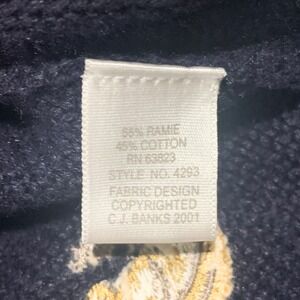 55% RAMIE
45% COTTON
RN 63823
STYLE NO. 4293
FABRIC DESIGN
COPYRIGHTED
C.J. BANKS 2001